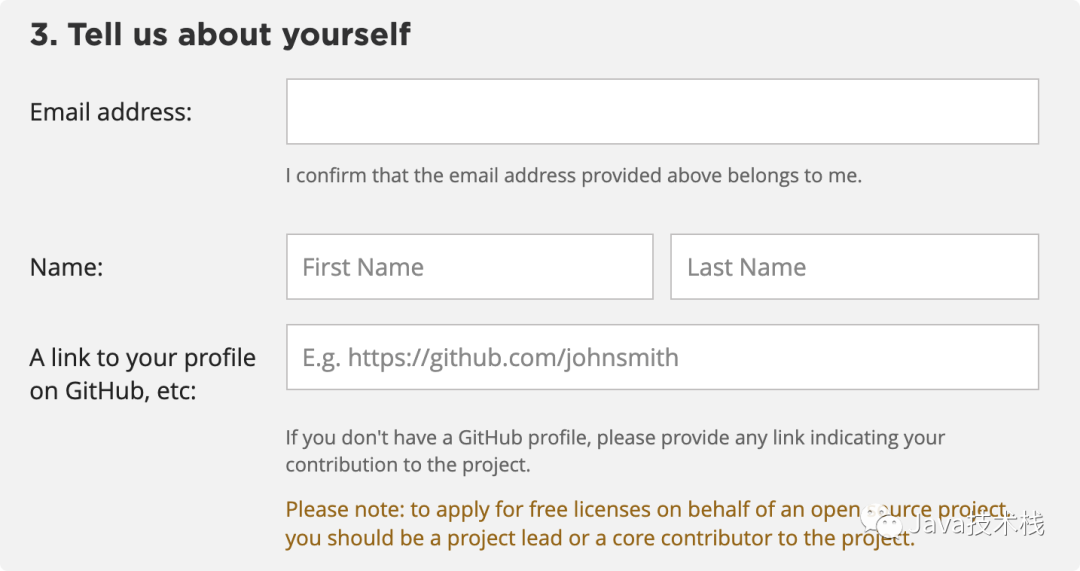 3. Tell us about yourself
Email address:
I confirm that the email address provided above belongs to me.
Name:
First Name
Last Name
A link to your profile
on GitHub, etc:
E.g. https://github.com/johnsmith
If you don't have a GitHub profile, please provide any link indicating your
contribution to the project.
Please note: to apply for free licenses on behalf of an open source project,
you should be a project lead or a core contributor to the project.
Java技术栈